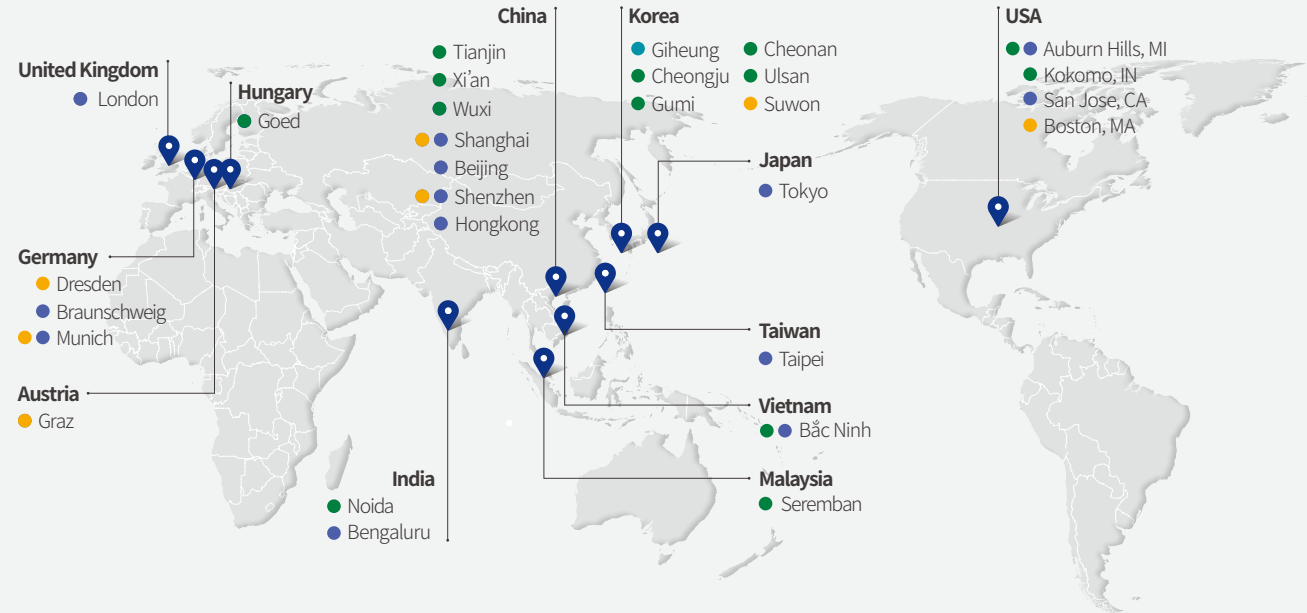 United Kingdom
London
Hungary
Goed
Germany
Dresden
Braunschweig
Munich
Austria
Graz
China
Tianjin
Xi'an
Wuxi
Shanghai
Beijing
Shenzhen
Hongkong
India
Noida
Bengaluru
Korea
Giheung
Cheongju
Gumi
Cheonan
Ulsan
Suwon
Japan
Tokyo
Taiwan
Taipei
Vietnam
Bắc Ninh
Malaysia
Seremban
USA
Auburn Hills, MI
Kokomo, IN
San Jose, CA
Boston, MA